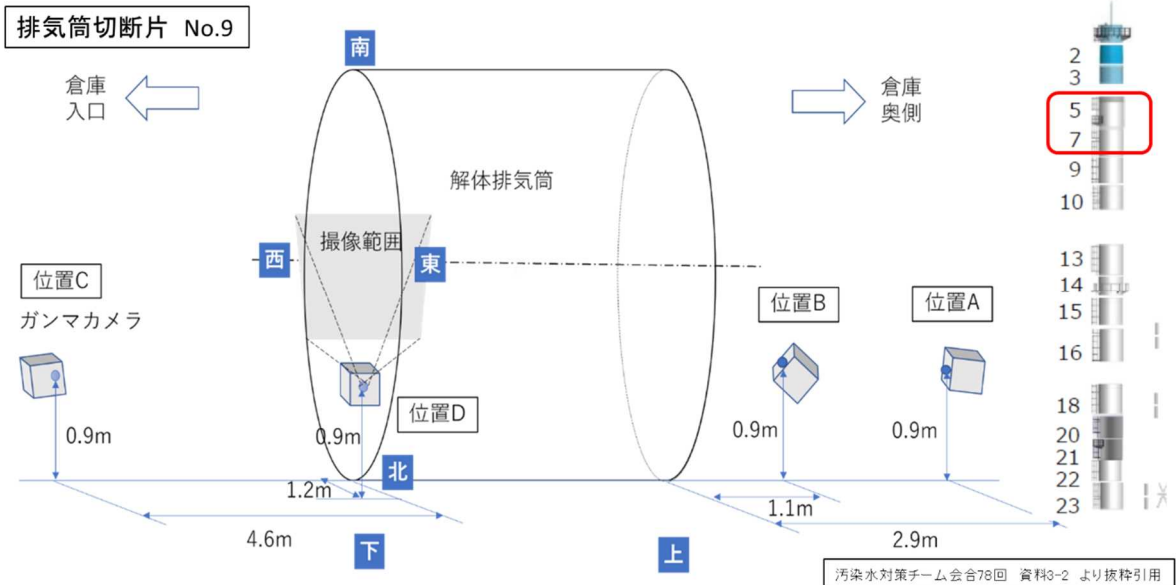 排気筒切断片 No.9
南
倉庫
入口
倉庫
奥側
解体排気筒
撮像範囲
西
東
位置C
ガンマカメラ
位置B
位置A
位置D
0.9m
0.9m
0.9m
0.9m
北
1.2m
1.1m
4.6m
2.9m
下
上
2
3
5
7
9
10
13
14
15
16
18
20
21
22
23
汚染水対策チーム会合78回 資料3-2 より抜粋引用